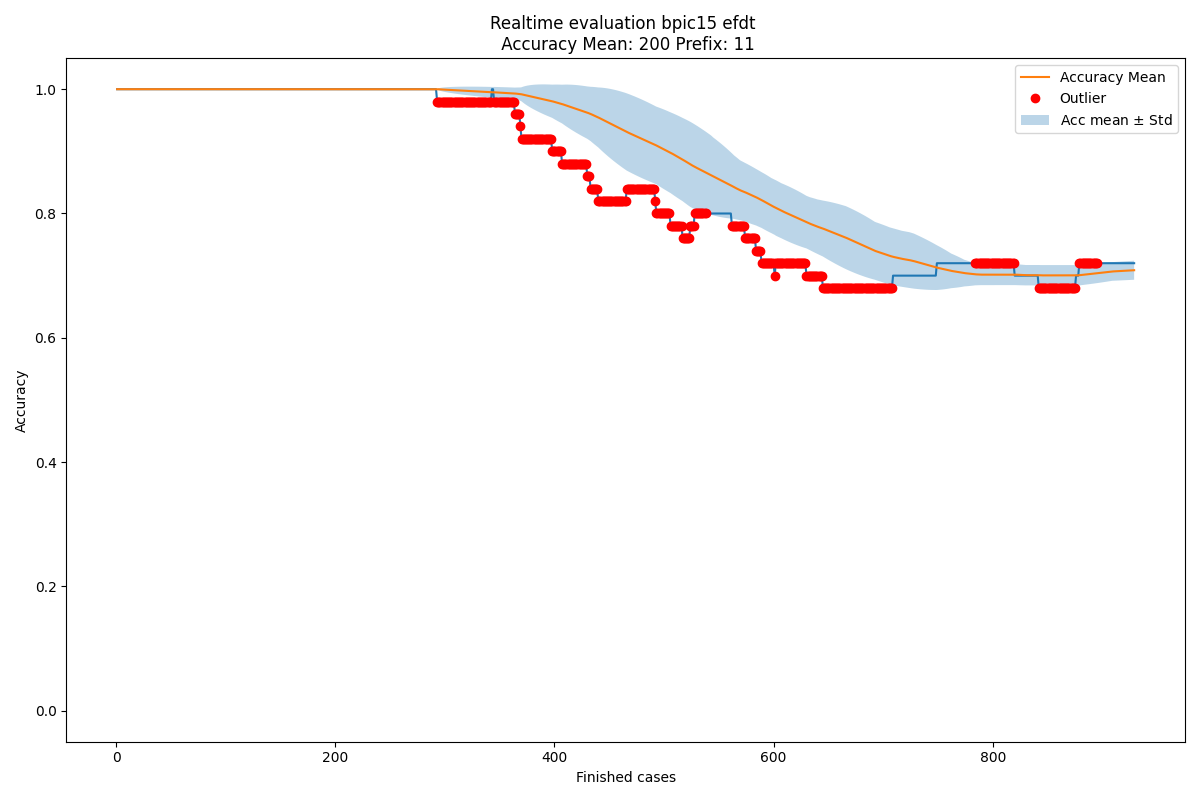 Realtime evaluation bpic15 efdt
Accuracy Mean: 200 Prefix: 11
Accuracy Mean
Outlier
Acc mean ± Std
1.0
0.8
0.6
0.4
0.2
0.0
Accuracy
0
200
400
600
800
Finished cases